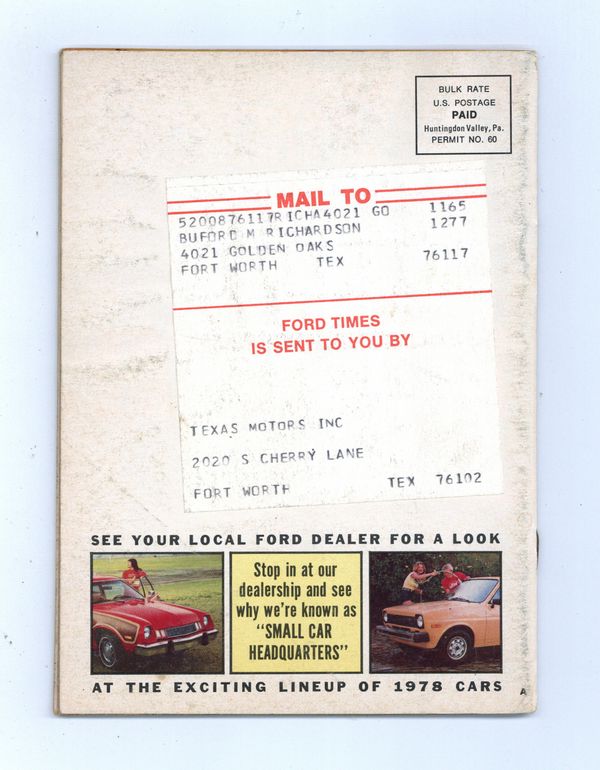 BULK RATE
U.S. POSTAGE
PAID
Huntingdon Valley, Pa.
PERMIT NO. 60
MAIL TO
5200876117RICHA4021 GO 1165
BUFORD M RICHARDSON 1277
4021 GOLDEN OAKS
FORT WORTH TEX 76117
FORD TIMES
IS SENT TO YOU BY
TEXAS MOTORS INC
2020 S CHERRY LANE
FORT WORTH TEX 76102
SEE YOUR LOCAL FORD DEALER FOR A LOOK
Stop in at our
dealership and see
why we're known as
"SMALL CAR
HEADQUARTERS"
AT THE EXCITING LINEUP OF 1978 CARS
A